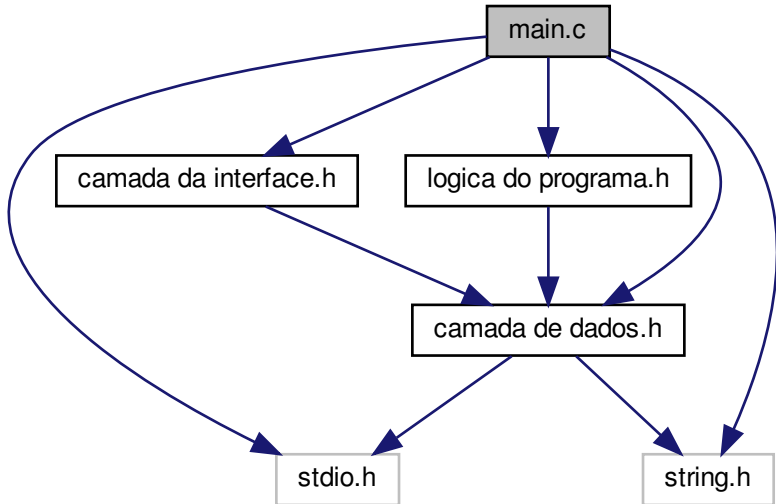 main.c
camada da interface.h
logica do programa.h
camada de dados.h
stdio.h
string.h